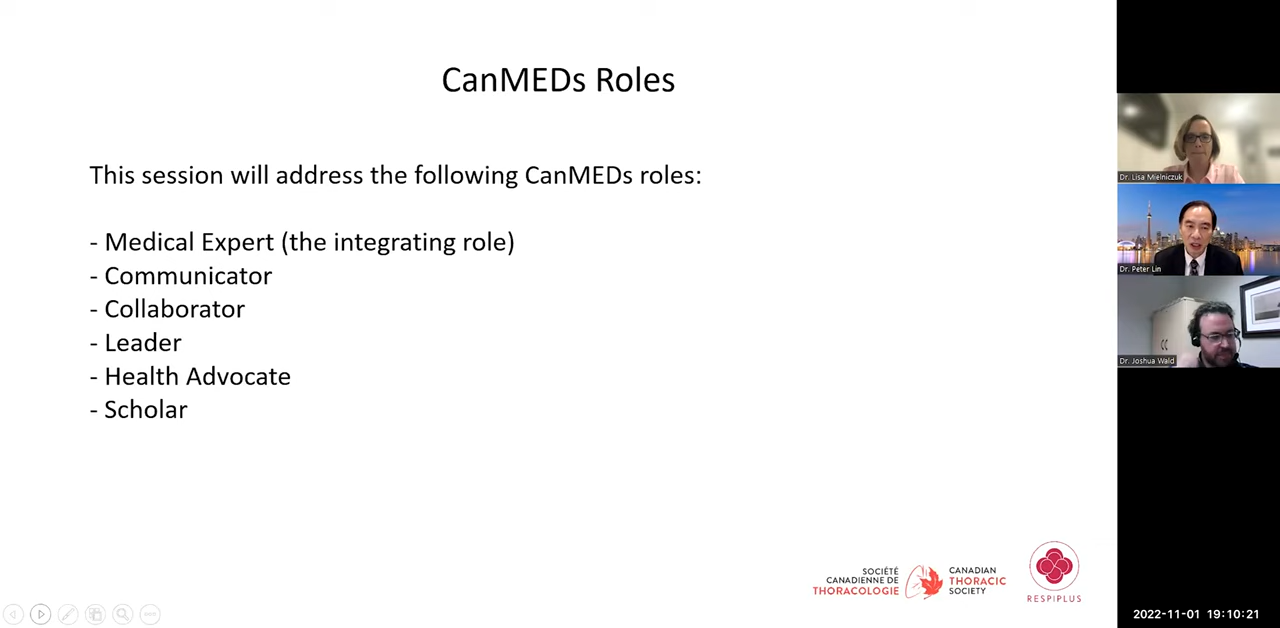 CanMEDs Roles
This session will address the following CanMEDs roles:
- Medical Expert (the integrating role)
- Communicator
- Collaborator
- Leader
- Health Advocate
- Scholar
SOCIÉTÉ
CANADIENNE DE
THORACOLOGIE
CANADIAN
THORACIC
SOCIETY
RESPIPLUS
Dr. Lisa Mielniczuk
Dr. Peter Lin
Dr. Joshua Wald
2022-11-01 19:10:21